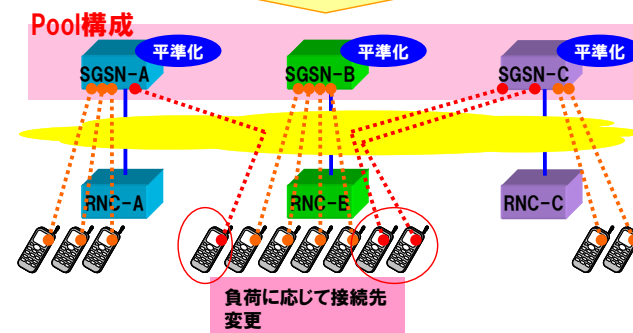 Pool構成
平準化
平準化
平準化
SGSN-A
SGSN-B
SGSN-C
RNC-A
RNC-B
RNC-C
負荷に応じて接続先
変更